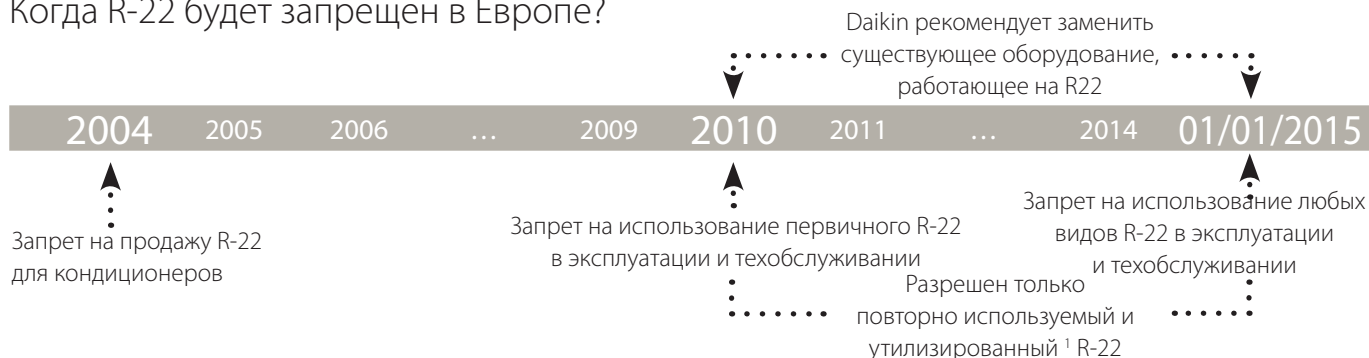 Когда R-22 будет запрещен в Европе?
Daikin рекомендует заменить
существующее оборудование,
работающее на R22
2004 2005 2006 ... 2009 2010 2011 ... 2014 01/01/2015
Запрет на продажу R-22
для кондиционеров
Запрет на использование первичного R-22
в эксплуатации и техобслуживании
Запрет на использование любых
видов R-22 в эксплуатации
и техобслуживании
Разрешен только
повторно используемый и
утилизированный ¹ R-22